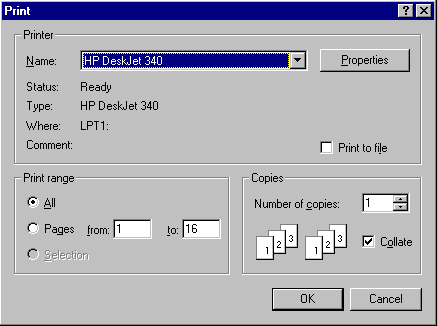 Print
Printer
Name: HP DeskJet 340 Properties
Status: Ready
Type: HP DeskJet 340
Where: LPT1:
Comment:
Print to file
Print range
All
Pages from: 1 to: 16
Selection
Copies
Number of copies: 1
1 2 3 1 2 3
Collate
OK Cancel